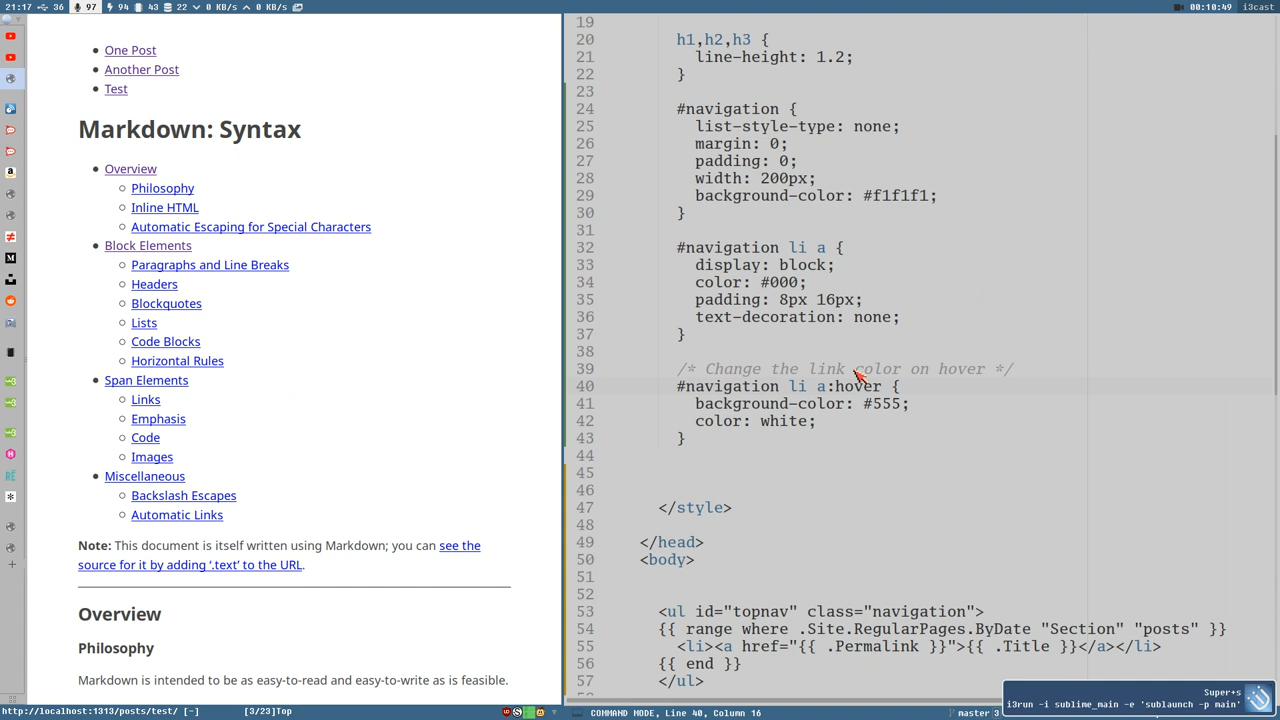 21:17 36 97 94 43 22 0 KB/s 0 KB/s
00:10:49 i3cast
One Post
Another Post
Test
Markdown: Syntax
Overview
Philosophy
Inline HTML
Automatic Escaping for Special Characters
Block Elements
Paragraphs and Line Breaks
Headers
Blockquotes
Lists
Code Blocks
Horizontal Rules
Span Elements
Links
Emphasis
Code
Images
Miscellaneous
Backslash Escapes
Automatic Links
Note: This document is itself written using Markdown; you can see the
source for it by adding ‘.text’ to the URL.
Overview
Philosophy
Markdown is intended to be as easy-to-read and easy-to-write as is feasible.
http://localhost:1313/posts/test/ [-] [3/23]Top
19
20 h1,h2,h3 {
21 line-height: 1.2;
22 }
23
24 #navigation {
25 list-style-type: none;
26 margin: 0;
27 padding: 0;
28 width: 200px;
29 background-color: #f1f1f1;
30 }
31
32 #navigation li a {
33 display: block;
34 color: #000;
35 padding: 8px 16px;
36 text-decoration: none;
37 }
38
39 /* Change the link color on hover */
40 #navigation li a:hover {
41 background-color: #555;
42 color: white;
43 }
44
45
46
47 </style>
48
49 </head>
50 <body>
51
52
53 <ul id="topnav" class="navigation">
54 {{ range where .Site.RegularPages.ByDate "Section" "posts" }}
55 <li><a href="{{ .Permalink }}">{{ .Title }}</a></li>
56 {{ end }}
57 </ul>
COMMAND MODE, Line 40, Column 16
master 3
Super+s
i3run -i sublime_main -e 'sublaunch -p main'